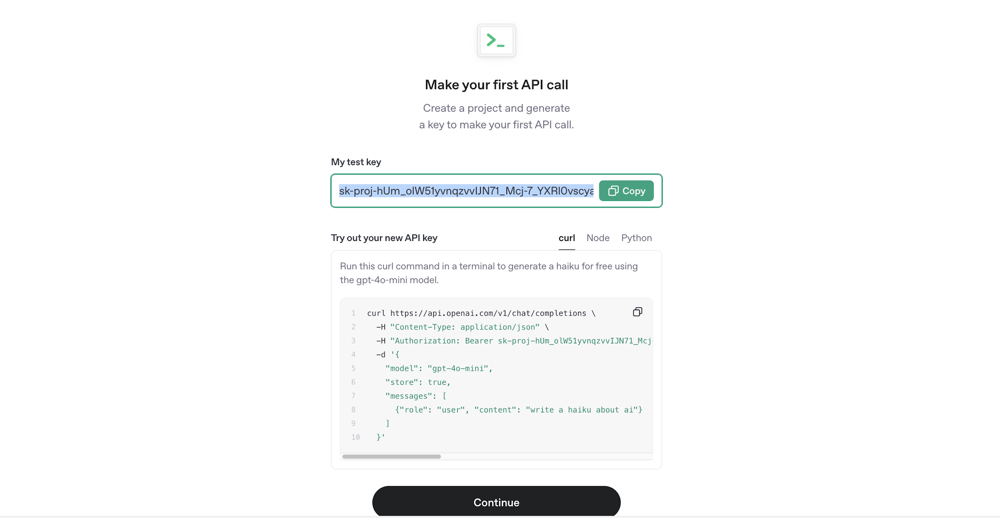 >_
Make your first API call
Create a project and generate
a key to make your first API call.
My test key
sk-proj-hUm_olW51yvnqzvvIJN71_Mcj-7_YXRl0vscya
Copy
Try out your new API key
curl Node Python
Run this curl command in a terminal to generate a haiku for free using
the gpt-4o-mini model.
1 curl https://api.openai.com/v1/chat/completions \
2 -H "Content-Type: application/json" \
3 -H "Authorization: Bearer sk-proj-hUm_olW51yvnqzvvIJN71_Mcj-
4 -d '{
5 "model": "gpt-4o-mini",
6 "store": true,
7 "messages": [
8 {"role": "user", "content": "write a haiku about ai"}
9 ]
10 }'
Continue